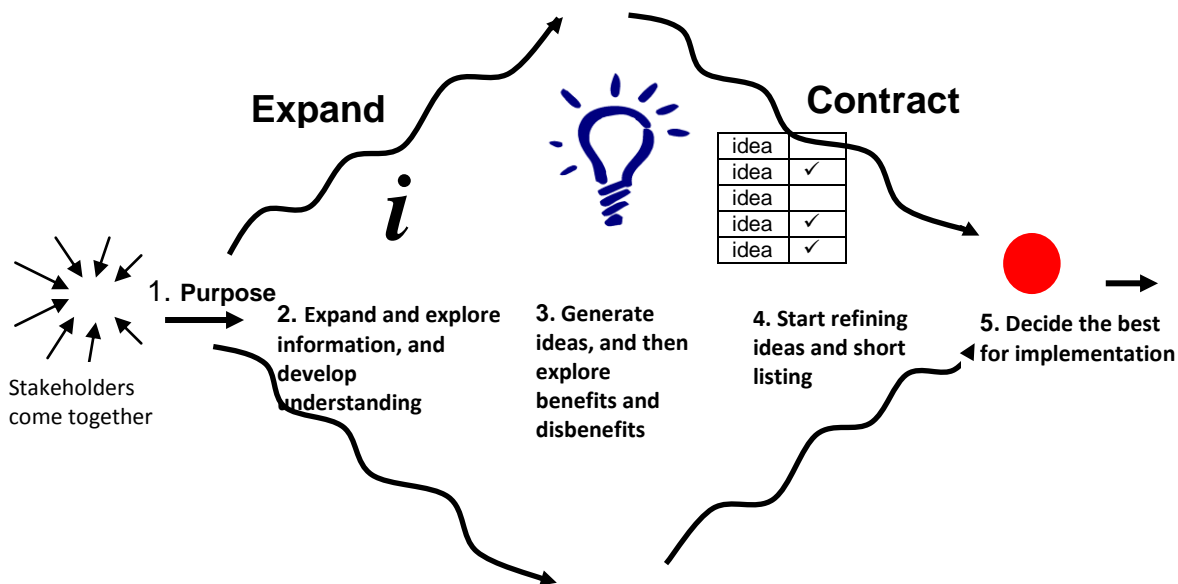 Expand
Contract
i
idea
idea ✓
idea
idea ✓
idea ✓
1. Purpose
Stakeholders
come together
2. Expand and explore
information, and
develop
understanding
3. Generate
ideas, and then
explore
benefits and
disbenefits
4. Start refining
ideas and short
listing
5. Decide the best
for implementation